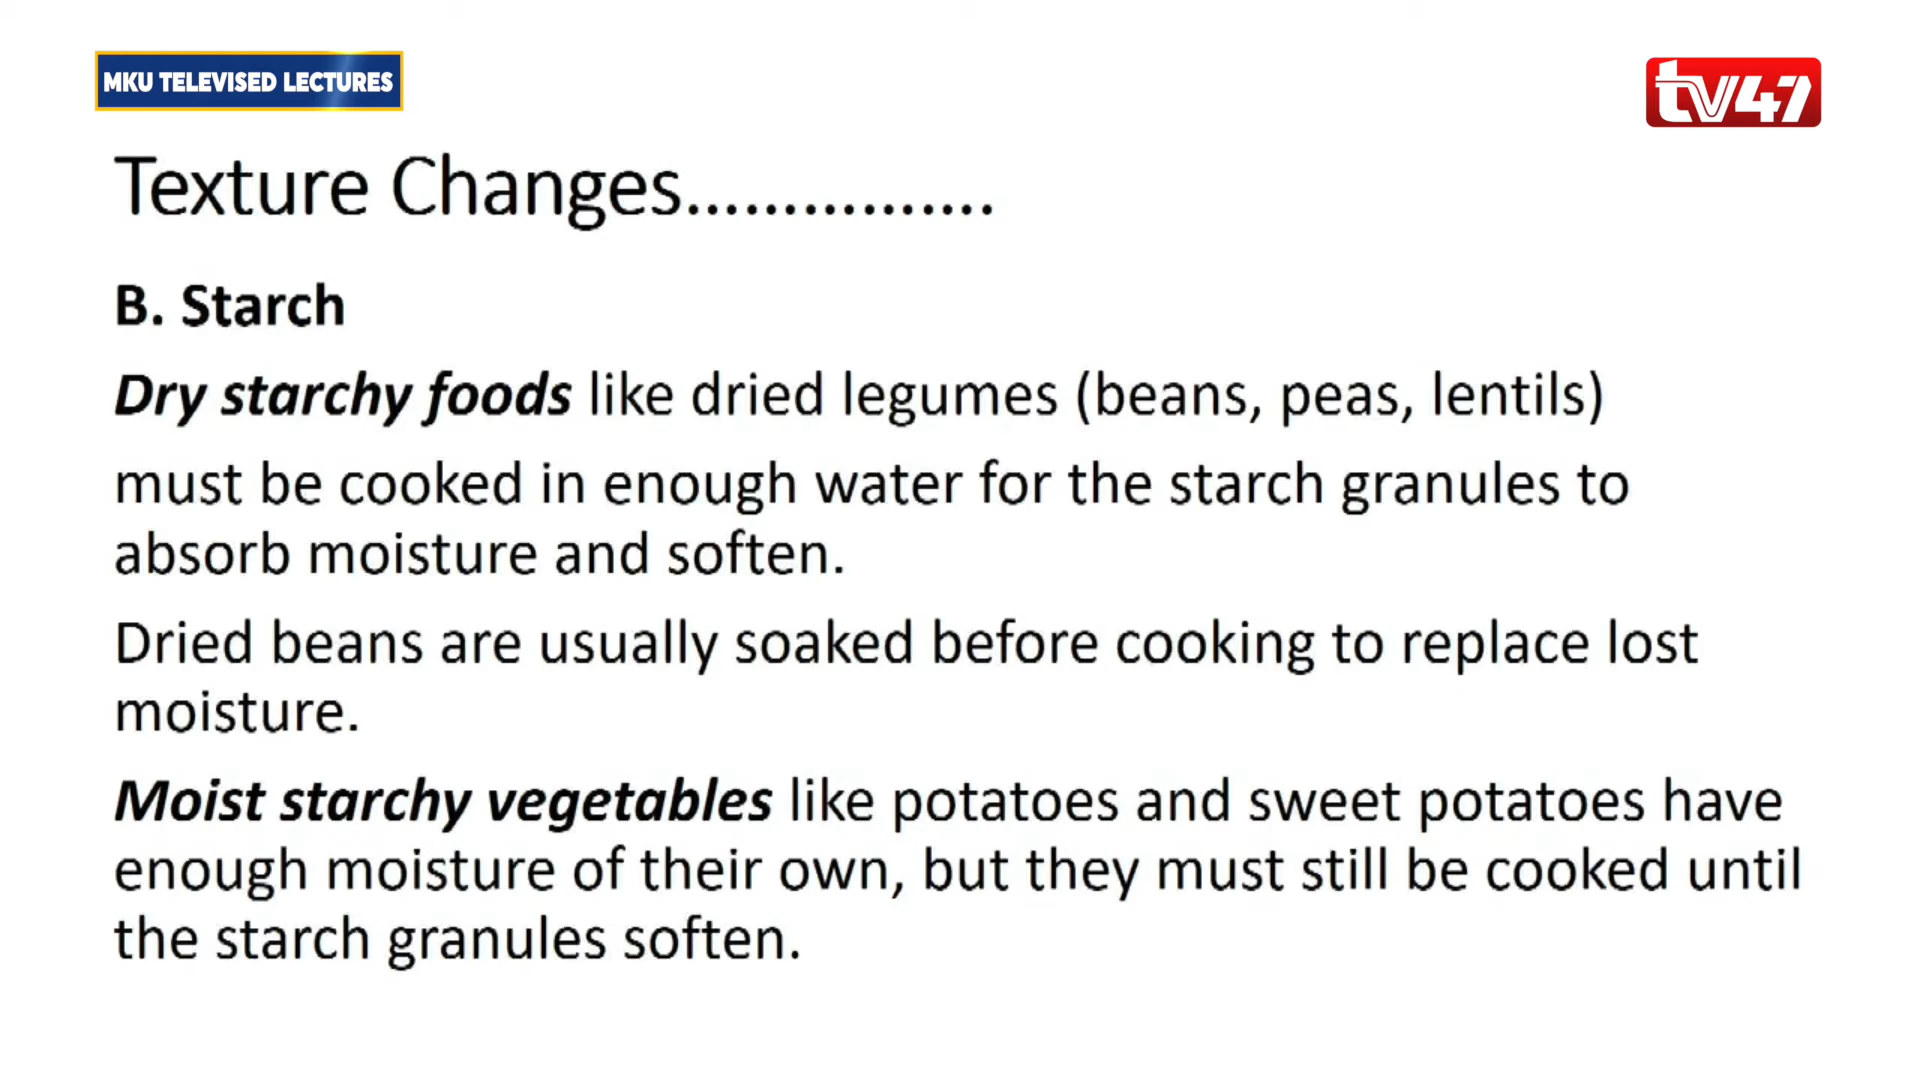 MKU TELEVISED LECTURES
tv47
Texture Changes................
B. Starch
Dry starchy foods like dried legumes (beans, peas, lentils)
must be cooked in enough water for the starch granules to
absorb moisture and soften.
Dried beans are usually soaked before cooking to replace lost
moisture.
Moist starchy vegetables like potatoes and sweet potatoes have
enough moisture of their own, but they must still be cooked until
the starch granules soften.